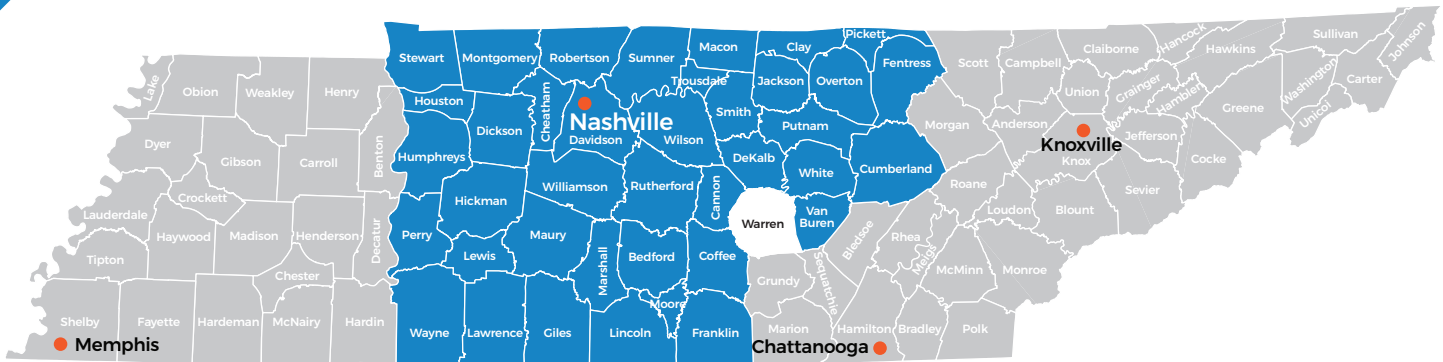 Stewart
Montgomery
Robertson
Sumner
Macon
Clay
Pickett
Fentress
Scott
Campbell
Claiborne
Hancock
Hawkins
Sullivan
Johnson
Lake
Obion
Weakley
Henry
Houston
Dickson
Cheatham
Nashville
Davidson
Wilson
Trousdale
Smith
Jackson
Overton
Putnam
Morgan
Anderson
Union
Grainger
Hamblen
Greene
Washington
Unicoi
Carter
Dyer
Gibson
Carroll
Benton
Humphreys
DeKalb
White
Cumberland
Roane
Knoxville
Knox
Jefferson
Cocke
Sevier
Lauderdale
Crockett
Haywood
Madison
Henderson
Decatur
Perry
Hickman
Williamson
Rutherford
Cannon
Warren
Van
Buren
Bledsoe
Rhea
Meigs
Loudon
Blount
Tipton
Chester
Lewis
Maury
Marshall
Bedford
Coffee
Grundy
Sequatchie
McMinn
Monroe
Shelby
Fayette
Hardeman
McNairy
Hardin
Wayne
Lawrence
Giles
Lincoln
Moore
Franklin
Marion
Hamilton
Bradley
Polk
Memphis
Chattanooga